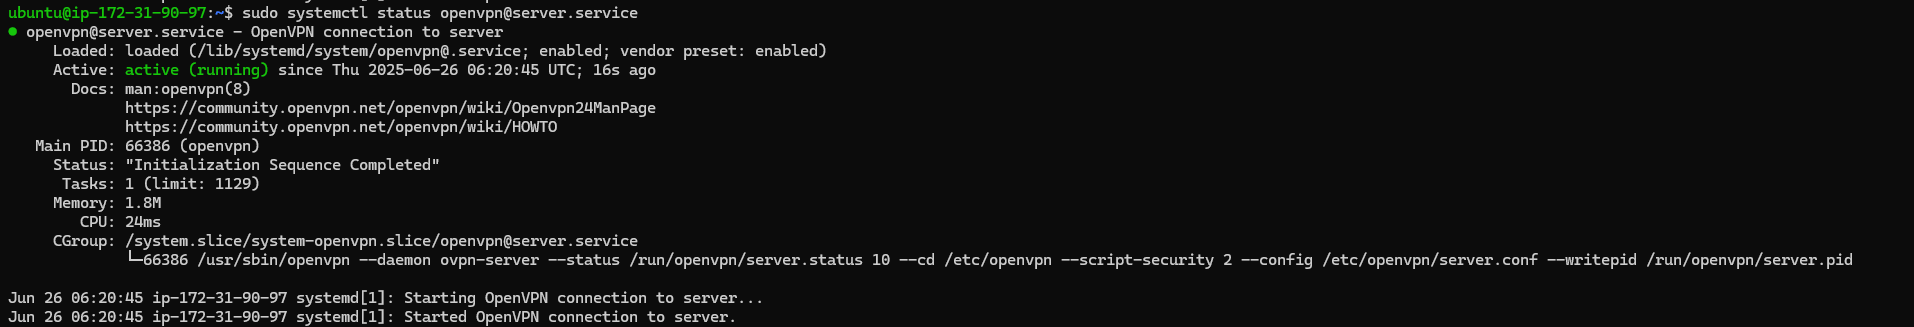 ubuntu@ip-172-31-90-97:~$ sudo systemctl status openvpn@server.service
● openvpn@server.service - OpenVPN connection to server
     Loaded: loaded (/lib/systemd/system/openvpn@.service; enabled; vendor preset: enabled)
     Active: active (running) since Thu 2025-06-26 06:20:45 UTC; 16s ago
       Docs: man:openvpn(8)
             https://community.openvpn.net/openvpn/wiki/Openvpn24ManPage
             https://community.openvpn.net/openvpn/wiki/HOWTO
   Main PID: 66386 (openvpn)
     Status: "Initialization Sequence Completed"
      Tasks: 1 (limit: 1129)
     Memory: 1.8M
        CPU: 24ms
     CGroup: /system.slice/system-openvpn.slice/openvpn@server.service
             └─66386 /usr/sbin/openvpn --daemon ovpn-server --status /run/openvpn/server.status 10 --cd /etc/openvpn --script-security 2 --config /etc/openvpn/server.conf --writepid /run/openvpn/server.pid

Jun 26 06:20:45 ip-172-31-90-97 systemd[1]: Starting OpenVPN connection to server...
Jun 26 06:20:45 ip-172-31-90-97 systemd[1]: Started OpenVPN connection to server.